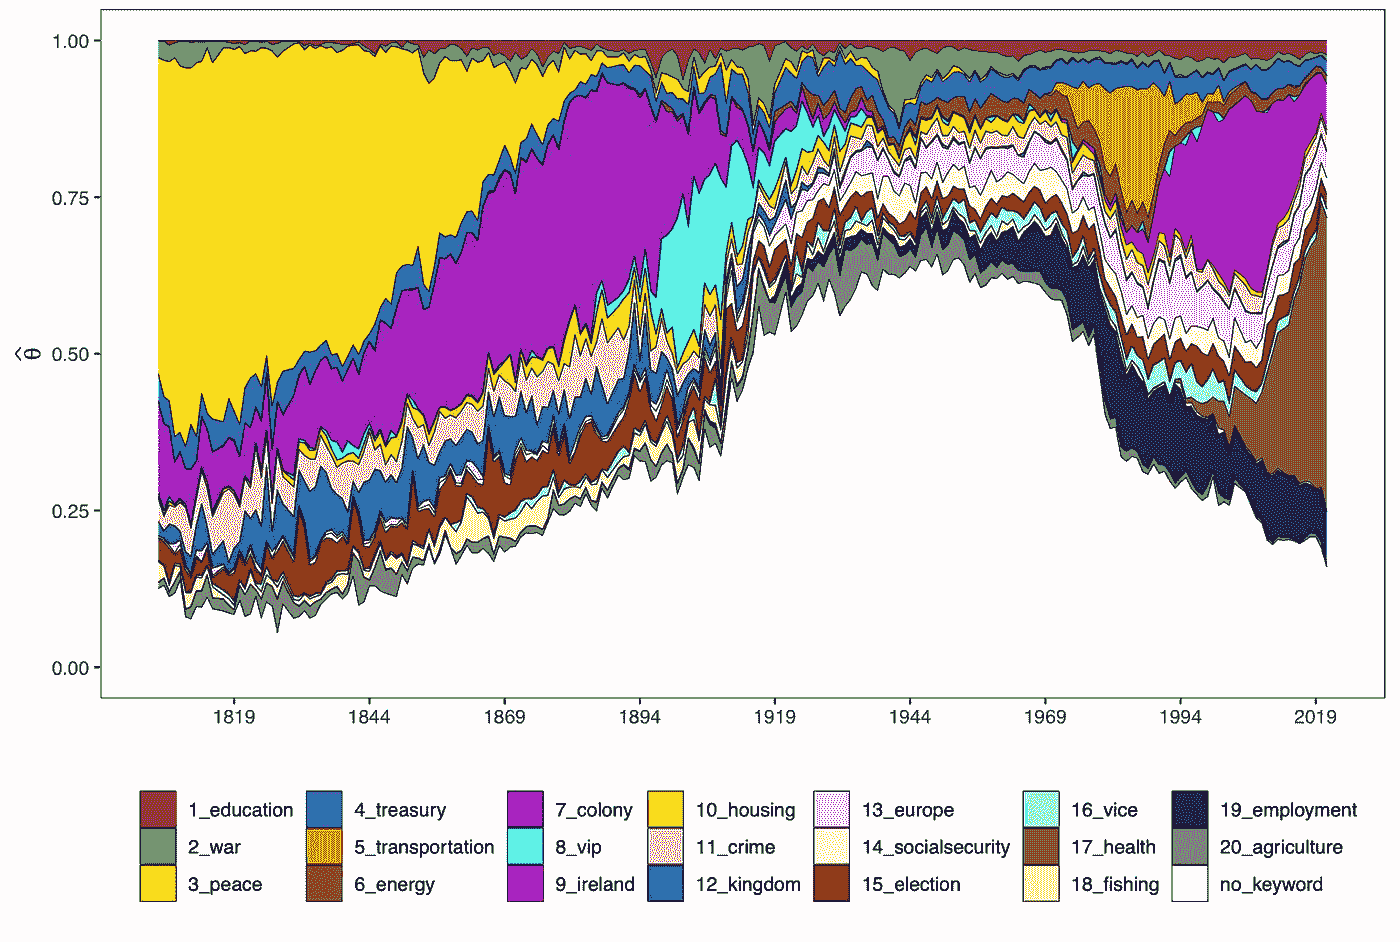 1.00
0.75
θ̂ 0.50
0.25
0.00
1819 1844 1869 1894 1919 1944 1969 1994 2019
1_education 4_treasury 7_colony 10_housing 13_europe 16_vice 19_employment
2_war 5_transportation 8_vip 11_crime 14_socialsecurity 17_health 20_agriculture
3_peace 6_energy 9_ireland 12_kingdom 15_election 18_fishing no_keyword